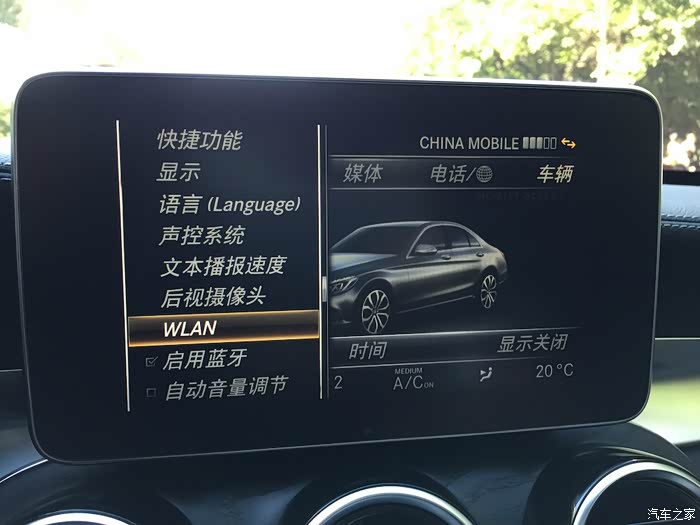 快捷功能
显示
语言 (Language)
声控系统
文本播报速度
后视摄像头
WLAN
启用蓝牙
自动音量调节
CHINA MOBILE
媒体 电话/ 车辆
时间 显示关闭
2 MEDIUM A/C ON 20 °C
汽车之家